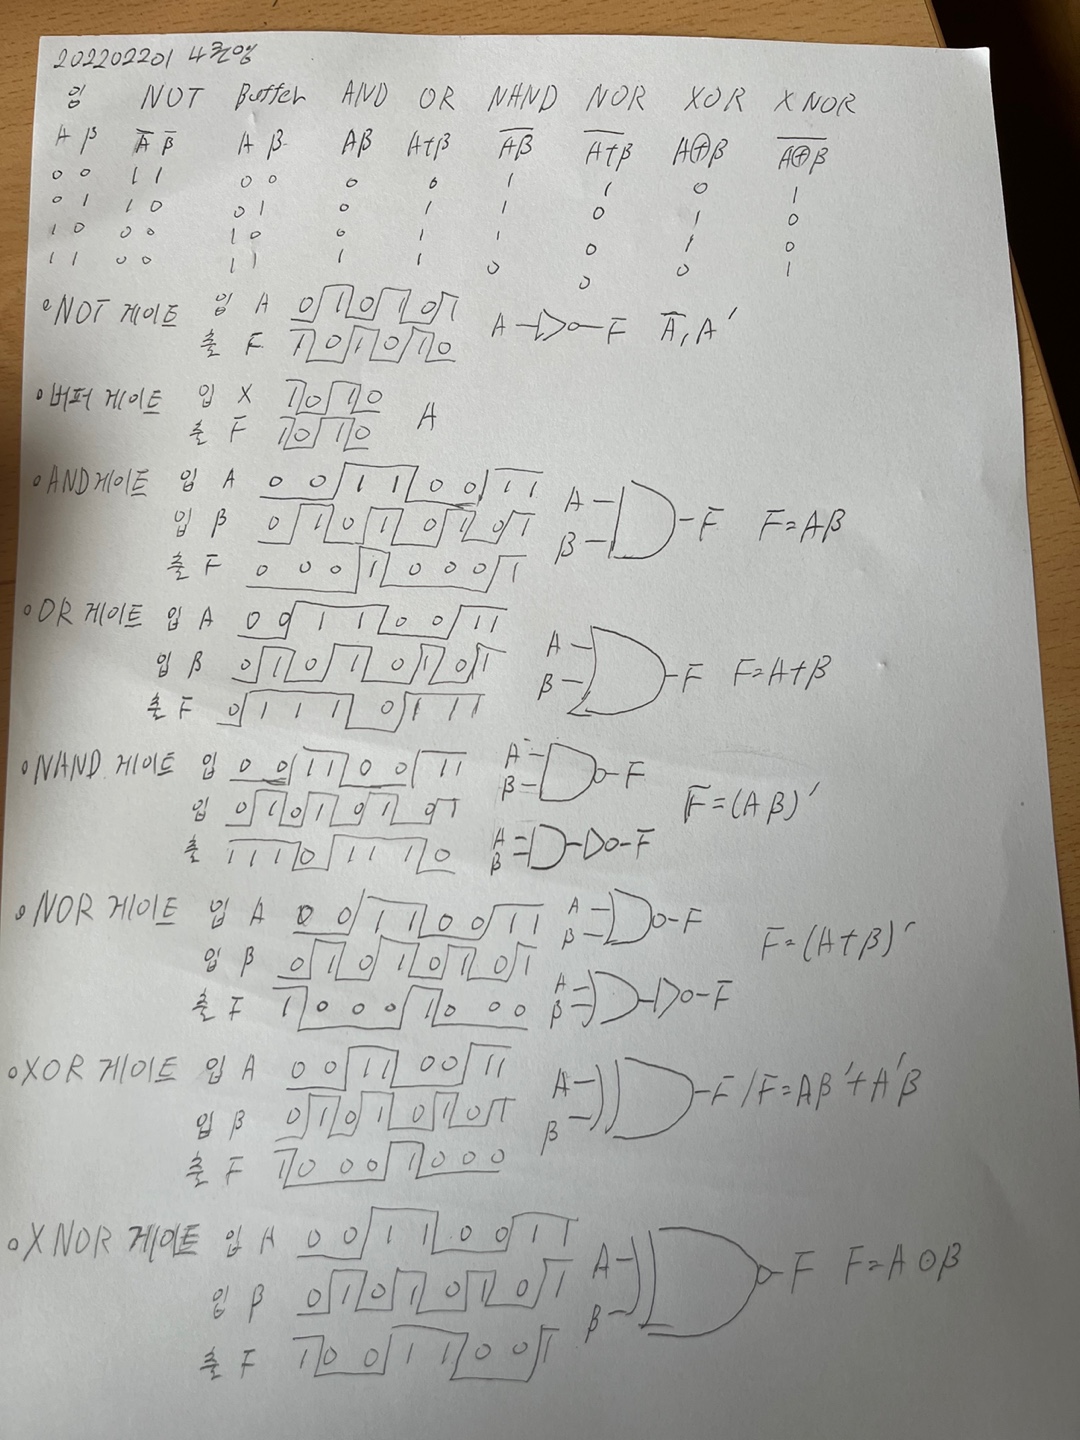 202202201
입 NOT Buffer AND OR NAND NOR XOR XNOR
A B A̅ B̅ A B AB A+B A̅B̅ A̅+̅B̅ A⊕B A̅⊕̅B̅
0 0 1 1 0 0 0 0 1 1 0 1
0 1 1 0 0 1 0 1 1 0 1 0
1 0 0 0 1 0 0 1 1 0 1 0
1 1 0 0 1 1 1 1 0 0 0 1
NOT 게이트 입 A 0 1 0 1 0 1
출 F 1 0 1 0 1 0
A F A̅, A'
버퍼 게이트 입 X 1 0 1 0
출 F 1 0 1 0
A
AND게이트 입 A 0 0 1 1 0 0 1 1
입 B 0 1 0 1 0 1 0 1
출 F 0 0 0 1 0 0 0 1
A B F F=AB
OR 게이트 입 A 0 0 1 1 0 0 1 1
입 B 0 1 0 1 0 1 0 1
출 F 0 1 1 1 0 1 1 1
A B F F=A+B
NAND 게이트 입 0 0 1 1 0 0 1 1
입 0 1 0 1 0 1 0 1
출 1 1 1 0 1 1 1 0
A B F
A B F
F=(AB)'
NOR 게이트 입 A 0 0 1 1 0 0 1 1
입 B 0 1 0 1 0 1 0 1
출 F 1 0 0 0 1 0 0 0
A B F
A B F
F=(A+B)'
XOR 게이트 입 A 0 0 1 1 0 0 1 1
입 B 0 1 0 1 0 1 0 1
출 F 1 0 0 0 1 0 0 0
A B F / F=AB'+A'B
XNOR 게이트 입 A 0 0 1 1 0 0 1 1
입 B 0 1 0 1 0 1 0 1
출 F 1 0 0 1 1 0 0 1
A B F F=A⊙B